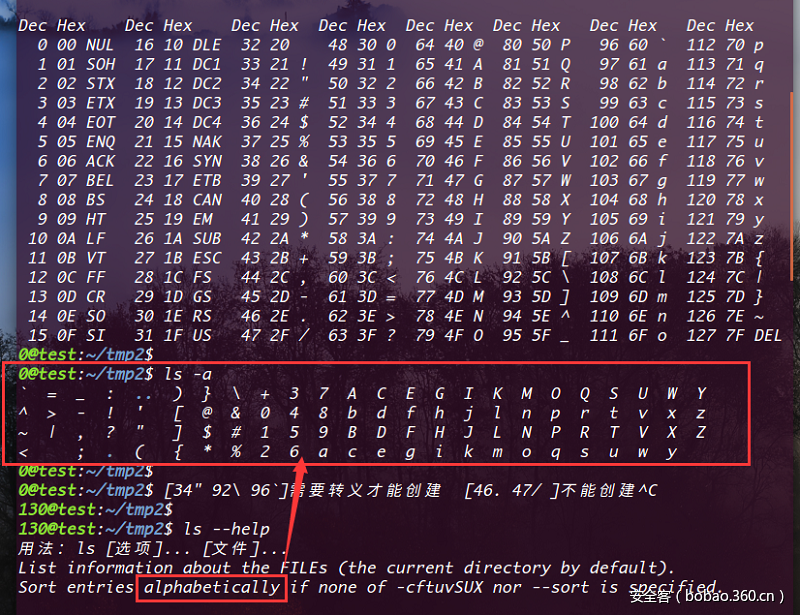 Dec Hex Dec Hex Dec Hex Dec Hex Dec Hex Dec Hex Dec Hex Dec Hex
0 00 NUL 16 10 DLE 32 20 48 30 0 64 40 @ 80 50 P 96 60 ` 112 70 p
1 01 SOH 17 11 DC1 33 21 ! 49 31 1 65 41 A 81 51 Q 97 61 a 113 71 q
2 02 STX 18 12 DC2 34 22 " 50 32 2 66 42 B 82 52 R 98 62 b 114 72 r
3 03 ETX 19 13 DC3 35 23 # 51 33 3 67 43 C 83 53 S 99 63 c 115 73 s
4 04 EOT 20 14 DC4 36 24 $ 52 34 4 68 44 D 84 54 T 100 64 d 116 74 t
5 05 ENQ 21 15 NAK 37 25 % 53 35 5 69 45 E 85 55 U 101 65 e 117 75 u
6 06 ACK 22 16 SYN 38 26 & 54 36 6 70 46 F 86 56 V 102 66 f 118 76 v
7 07 BEL 23 17 ETB 39 27 ' 55 37 7 71 47 G 87 57 W 103 67 g 119 77 w
8 08 BS 24 18 CAN 40 28 ( 56 38 8 72 48 H 88 58 X 104 68 h 120 78 x
9 09 HT 25 19 EM 41 29 ) 57 39 9 73 49 I 89 59 Y 105 69 i 121 79 y
10 0A LF 26 1A SUB 42 2A * 58 3A : 74 4A J 90 5A Z 106 6A j 122 7A z
11 0B VT 27 1B ESC 43 2B + 59 3B ; 75 4B K 91 5B [ 107 6B k 123 7B {
12 0C FF 28 1C FS 44 2C , 60 3C < 76 4C L 92 5C \ 108 6C l 124 7C |
13 0D CR 29 1D GS 45 2D - 61 3D = 77 4D M 93 5D ] 109 6D m 125 7D }
14 0E SO 30 1E RS 46 2E . 62 3E > 78 4E N 94 5E ^ 110 6E n 126 7E ~
15 0F SI 31 1F US 47 2F / 63 3F ? 79 4F O 95 5F _ 111 6F o 127 7F DEL
0@test:~/tmp2$
0@test:~/tmp2$ ls -a
` = _ : .. ) } \ + 3 7 A C E G I K M O Q S U W Y
^ > - ! ' [ @ & 0 4 8 b d f h j l n p r t v x z
~ | , ? " ] $ # 1 5 9 B D F H J L N P R T V X Z
< ; . ( { * % 2 6 a c e g i k m o q s u w y
0@test:~/tmp2$
0@test:~/tmp2$ [34" 92\ 96`]需要转义才能创建 [46. 47/ ]不能创建^C
130@test:~/tmp2$
130@test:~/tmp2$ ls --help
用法：ls [选项]... [文件]...
List information about the FILEs (the current directory by default).
Sort entries alphabetically if none of -cftuvSUX nor --sort is specified.
安全客（bobao.360.cn）